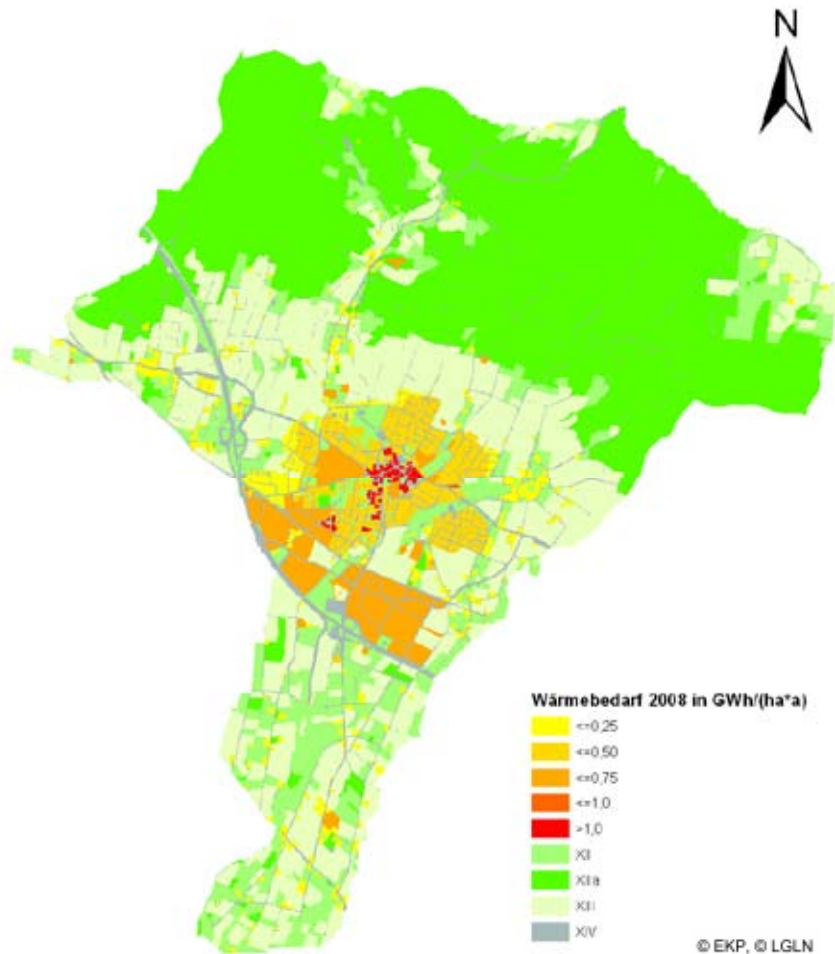 N
Wärmebedarf 2008 in GWh/(ha*a)
<=0,25
<=0,50
<=0,75
<=1,0
>1,0
XII
XIIa
XIII
XIV
© EKP, © LGLN